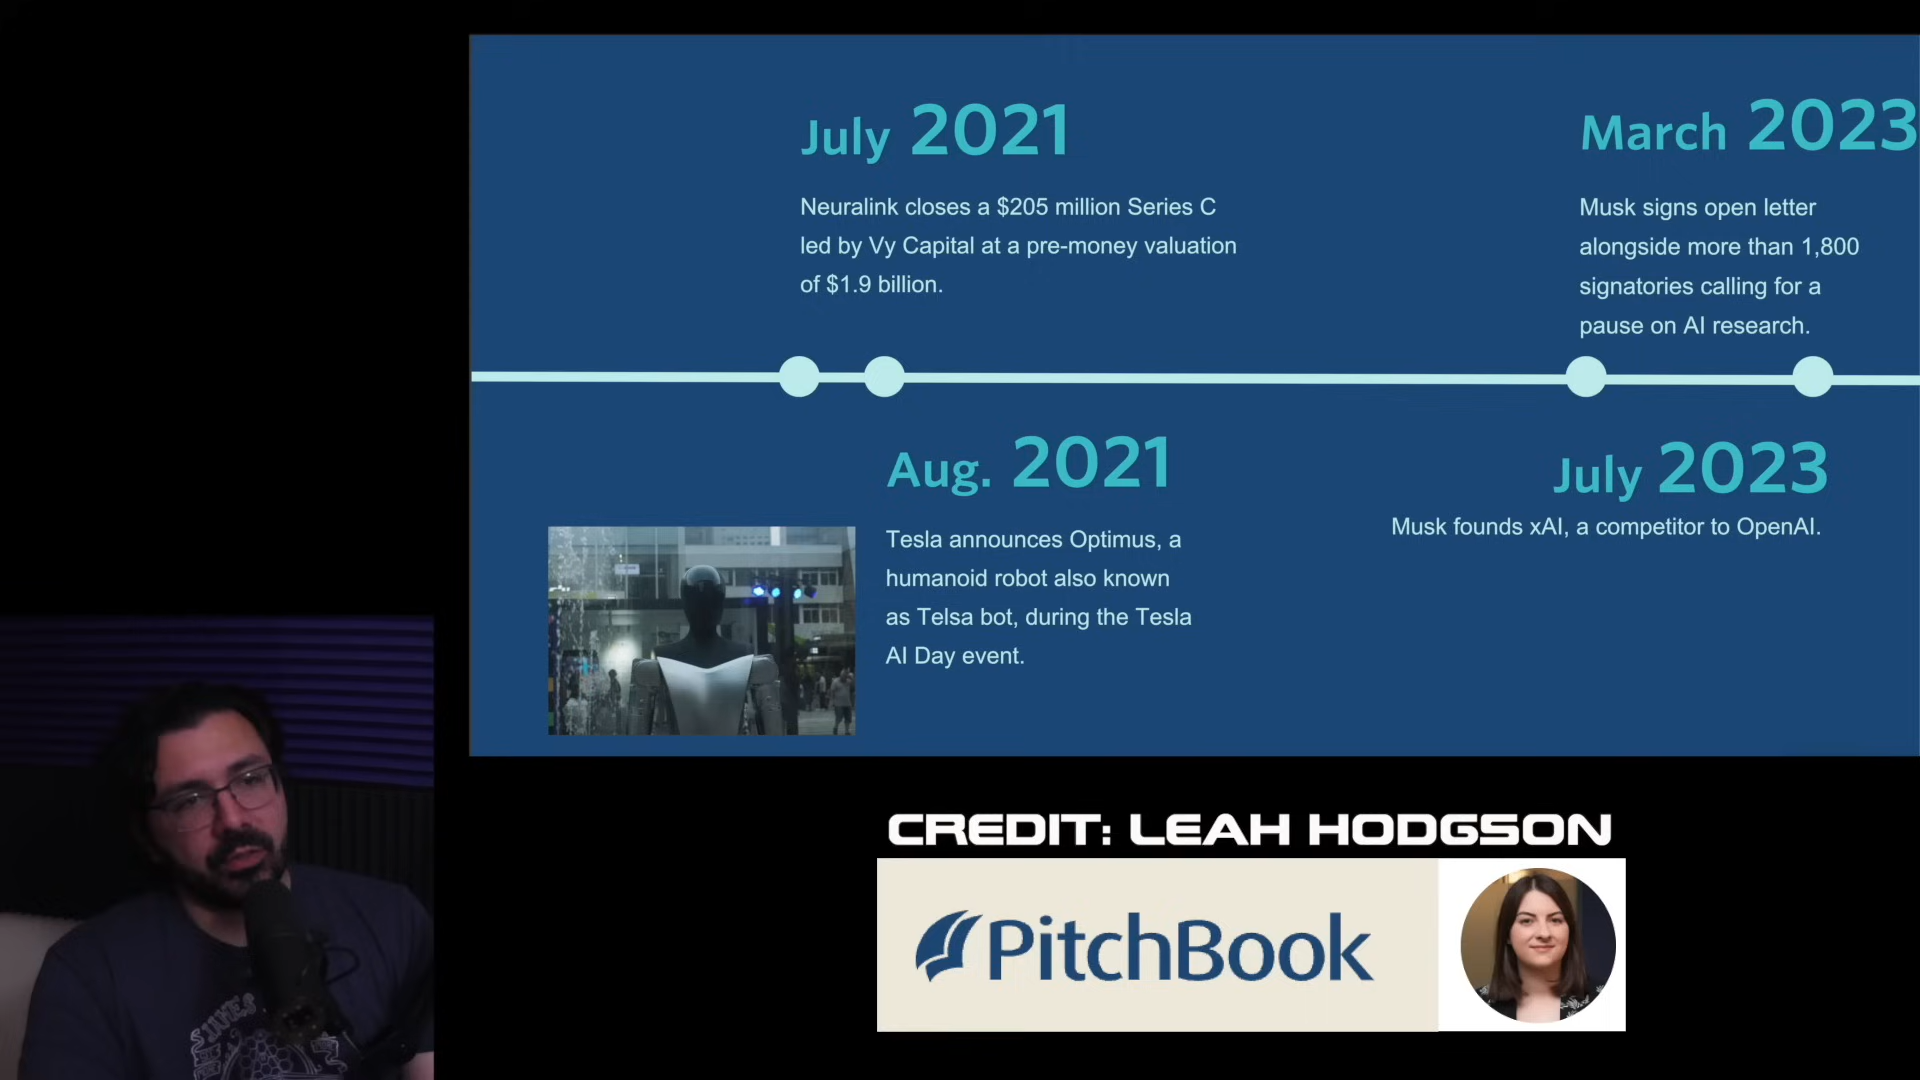 July 2021
Neuralink closes a $205 million Series C
led by Vy Capital at a pre-money valuation
of $1.9 billion.
March 2023
Musk signs open letter
alongside more than 1,800
signatories calling for a
pause on AI research.
Aug. 2021
Tesla announces Optimus, a
humanoid robot also known
as Telsa bot, during the Tesla
AI Day event.
July 2023
Musk founds xAI, a competitor to OpenAI.
CREDIT: LEAH HODGSON
PitchBook
JAMES